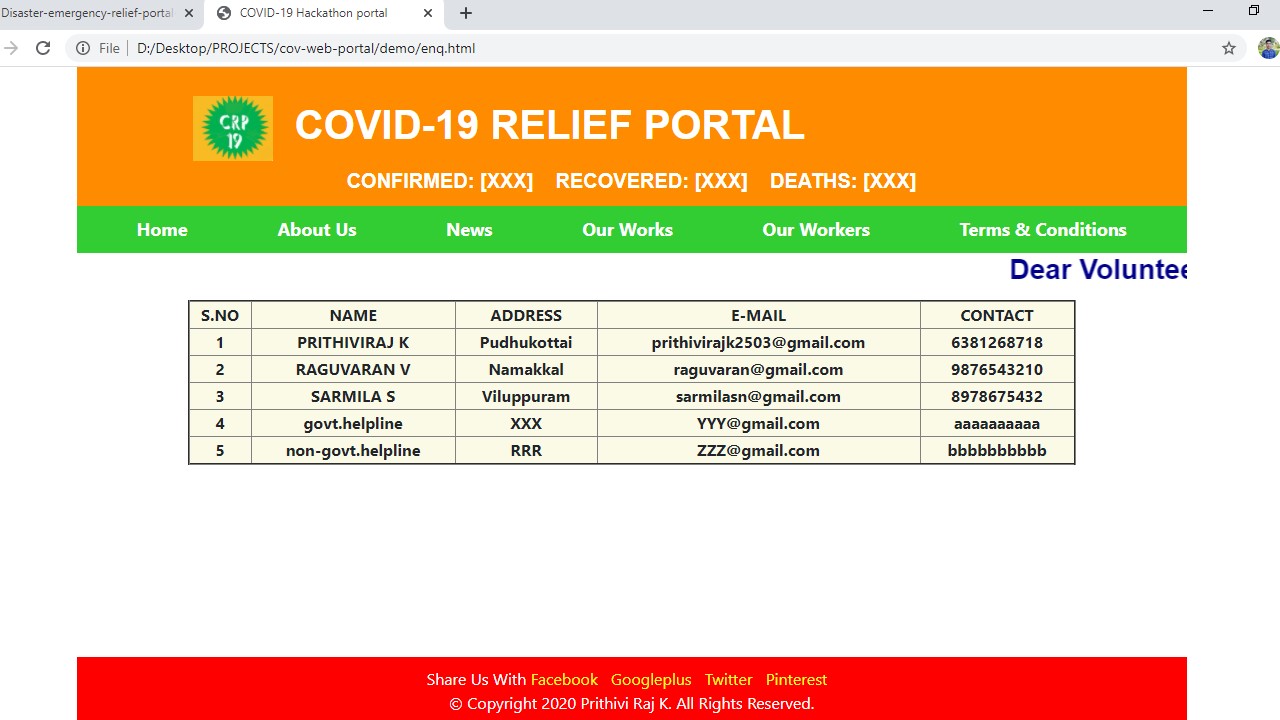 Disaster-emergency-relief-portal
COVID-19 Hackathon portal
File D:/Desktop/PROJECTS/cov-web-portal/demo/enq.html
CRP
19
COVID-19 RELIEF PORTAL
CONFIRMED: [XXX] RECOVERED: [XXX] DEATHS: [XXX]
Home About Us News Our Works Our Workers Terms & Conditions
Dear Voluntee
S.NO NAME ADDRESS E-MAIL CONTACT
1 PRITHIVIRAJ K Pudhukottai prithivirajk2503@gmail.com 6381268718
2 RAGUVARAN V Namakkal raguvaran@gmail.com 9876543210
3 SARMILA S Viluppuram sarmilasn@gmail.com 8978675432
4 govt.helpline XXX YYY@gmail.com aaaaaaaaaa
5 non-govt.helpline RRR ZZZ@gmail.com bbbbbbbbbb
Share Us With Facebook Googleplus Twitter Pinterest
© Copyright 2020 Prithivi Raj K. All Rights Reserved.